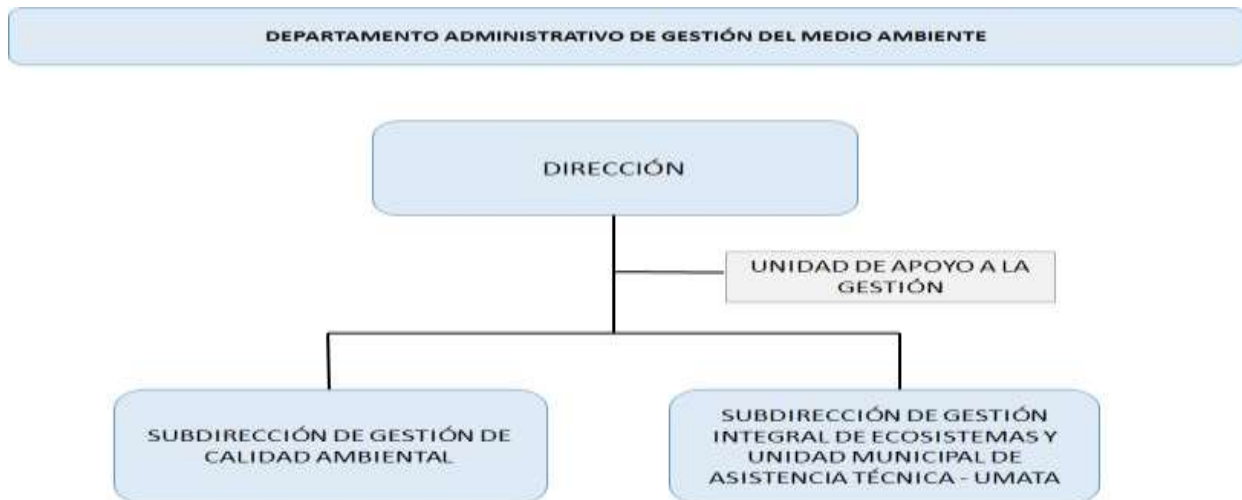 DEPARTAMENTO ADMINISTRATIVO DE GESTIÓN DEL MEDIO AMBIENTE
DIRECCIÓN
UNIDAD DE APOYO A LA
GESTIÓN
SUBDIRECCIÓN DE GESTIÓN DE
CALIDAD AMBIENTAL
SUBDIRECCIÓN DE GESTIÓN
INTEGRAL DE ECOSISTEMAS Y
UNIDAD MUNICIPAL DE
ASISTENCIA TÉCNICA - UMATA